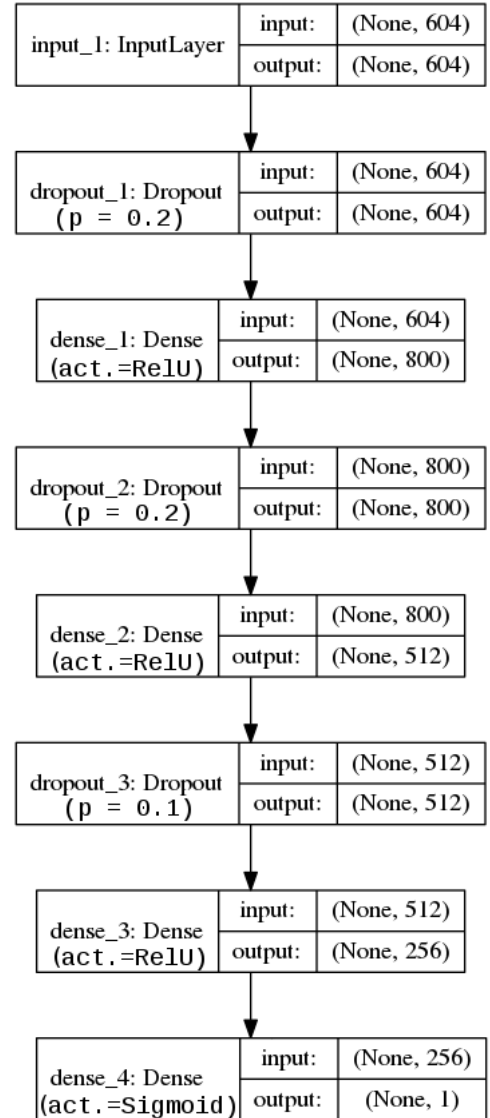 input_1: InputLayer
input: (None, 604)
output: (None, 604)
dropout_1: Dropout
(p = 0.2)
input: (None, 604)
output: (None, 604)
dense_1: Dense
(act.=RelU)
input: (None, 604)
output: (None, 800)
dropout_2: Dropout
(p = 0.2)
input: (None, 800)
output: (None, 800)
dense_2: Dense
(act.=RelU)
input: (None, 800)
output: (None, 512)
dropout_3: Dropout
(p = 0.1)
input: (None, 512)
output: (None, 512)
dense_3: Dense
(act.=RelU)
input: (None, 512)
output: (None, 256)
dense_4: Dense
(act.=Sigmoid)
input: (None, 256)
output: (None, 1)